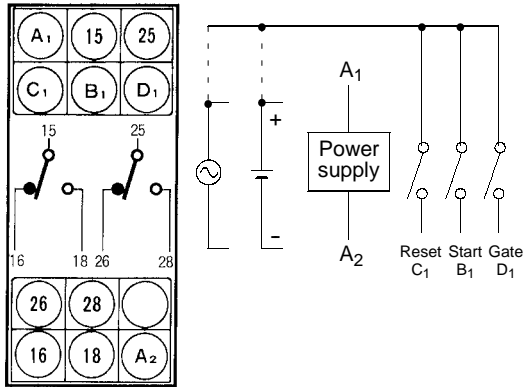 A1 15 25
C1 B1 D1
15 25
16 18 26 28
26 28
16 18 A2
+
-
A1
Power
supply
A2
Reset Start Gate
C1 B1 D1